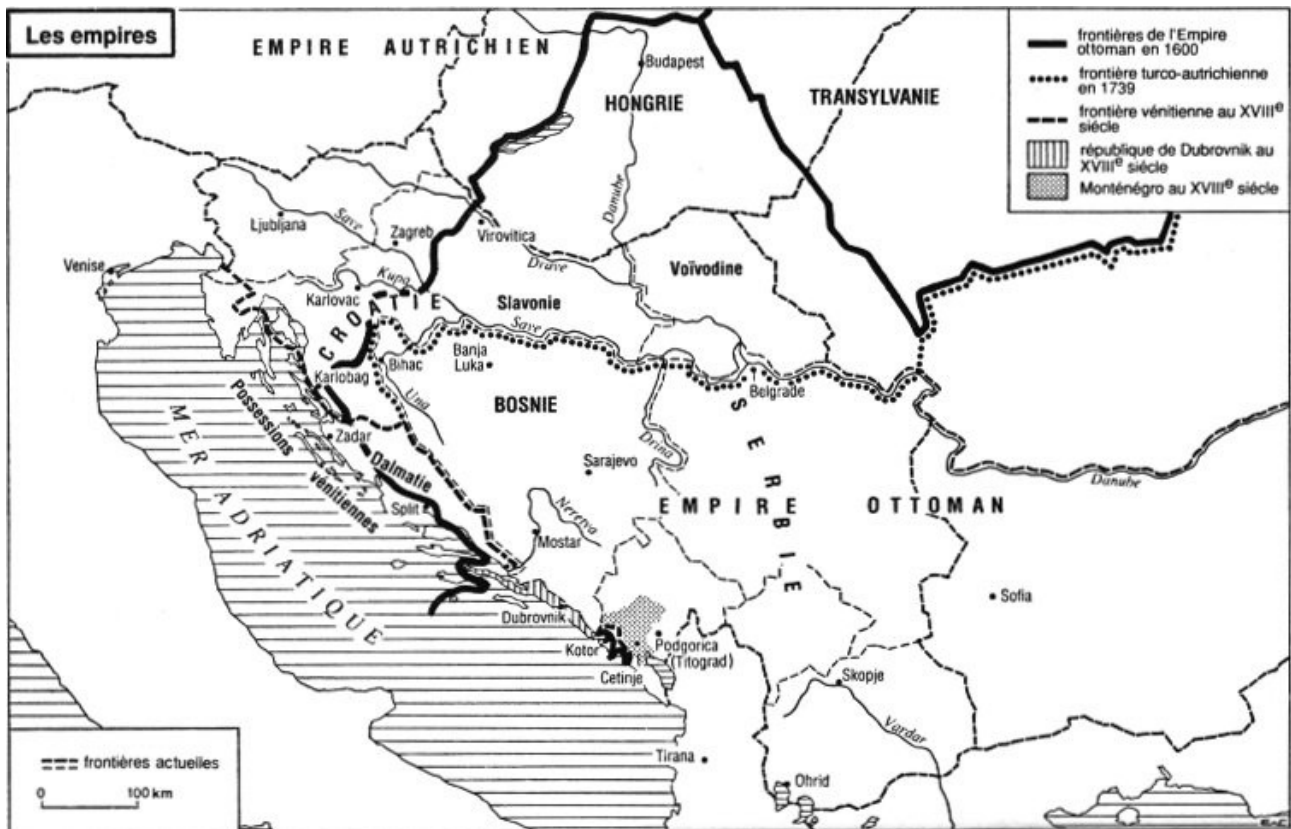 Les empires
EMPIRE AUTRICHIEN
frontières de l'Empire
ottoman en 1600
frontière turco-autrichienne
en 1739
frontière vénitienne au XVIIIe
siécle
république de Dubrovnik au
XVIIIe siécle
Monténégro au XVIIIe siécle
Budapest
HONGRIE
TRANSYLVANIE
Danube
Ljubljana
Save
Zagreb
Virovitica
Drave
Venise
Kupa
Karlovac
Voïvodine
CROATIE
Slavonie
Save
Karlobag
Bihac
Banja
Luka
Una
Belgrade
BOSNIE
SERBIE
Drina
Possessions
vénitiennes
Zadar
Dalmatie
Sarajevo
Danube
EMPIRE OTTOMAN
Split
Mostar
MER ADRIATIQUE
Sofia
Dubrovnik
Kotor
Podgorica
(Titograd)
Cetinje
Skopje
Vardar
Tirana
Ohrid
frontières actuelles
0 100 km